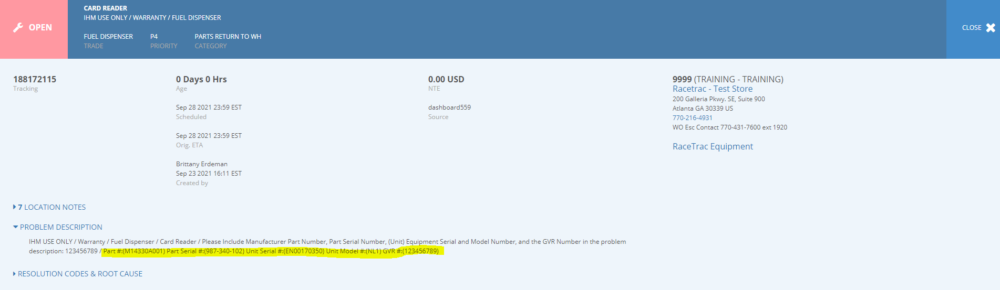 OPEN
CARD READER
IHM USE ONLY / WARRANTY / FUEL DISPENSER
FUEL DISPENSER P4 PARTS RETURN TO WH
TRADE PRIORITY CATEGORY
CLOSE
188172115
Tracking
0 Days 0 Hrs
Age
Sep 28 2021 23:59 EST
Scheduled
Sep 28 2021 23:59 EST
Orig. ETA
Brittany Erdeman
Sep 23 2021 16:11 EST
Created by
0.00 USD
NTE
dashboard559
Source
9999 (TRAINING - TRAINING)
Racetrac - Test Store
200 Galleria Pkwy. SE, Suite 900
Atlanta GA 30339 US
770-216-4931
WO Esc Contact 770-431-7600 ext 1920
RaceTrac Equipment
7 LOCATION NOTES
PROBLEM DESCRIPTION
IHM USE ONLY / Warranty / Fuel Dispenser / Card Reader / Please Include Manufacturer Part Number, Part Serial Number, (Unit) Equipment Serial and Model Number, and the GVR Number in the problem
description: 123456789 / Part #:(M14330A001) Part Serial #:(987-340-102) Unit Serial #:(EN00170350) Unit Model #:(NL1) GVR #:(123456789)
RESOLUTION CODES & ROOT CAUSE